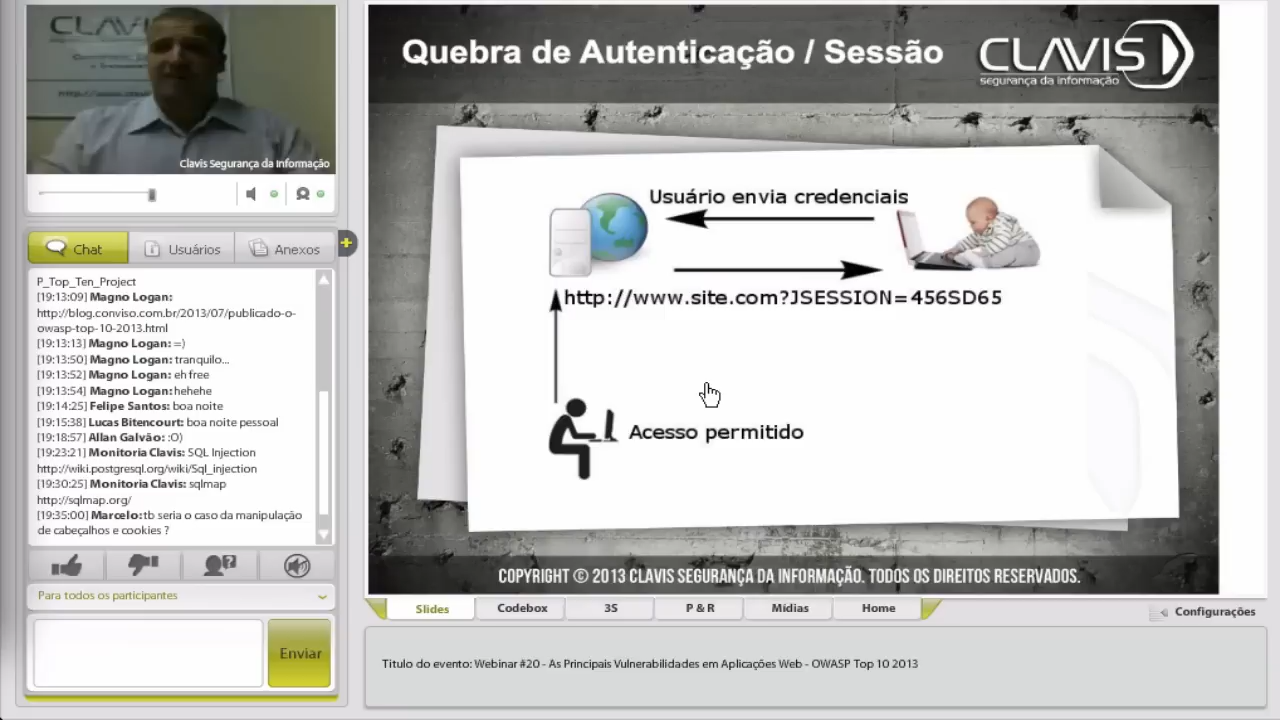 CLAVIS
Clavis Segurança da Informação
Chat
Usuários
Anexos
P_Top_Ten_Project
[19:13:09] Magno Logan:
http://blog.conviso.com.br/2013/07/publicado-o-
owasp-top-10-2013.html
[19:13:13] Magno Logan: =)
[19:13:50] Magno Logan: tranquilo...
[19:13:52] Magno Logan: eh free
[19:13:54] Magno Logan: hehehe
[19:14:25] Felipe Santos: boa noite
[19:15:38] Lucas Bitencourt: boa noite pessoal
[19:18:57] Allan Galvão: :O)
[19:23:21] Monitoria Clavis: SQL Injection
http://wiki.postgresql.org/wiki/Sql_injection
[19:30:25] Monitoria Clavis: sqlmap
http://sqlmap.org/
[19:35:00] Marcelo: tb seria o caso da manipulação
de cabeçalhos e cookies ?
Para todos os participantes
Enviar
Quebra de Autenticação / Sessão
CLAVIS
segurança da informação
Usuário envia credenciais
http://www.site.com?JSESSION=456SD65
Acesso permitido
COPYRIGHT © 2013 CLAVIS SEGURANÇA DA INFORMAÇÃO. TODOS OS DIREITOS RESERVADOS.
Slides
Codebox
3S
P & R
Mídias
Home
Configurações
Titulo do evento: Webinar #20 - As Principais Vulnerabilidades em Aplicações Web - OWASP Top 10 2013